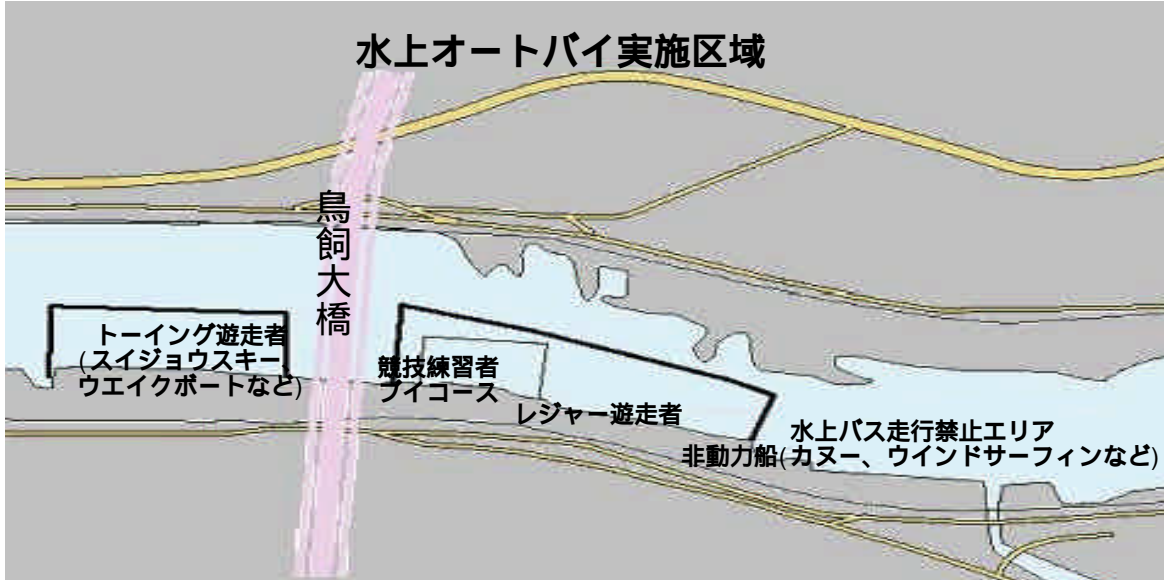 水上オートバイ実施区域
鳥飼大橋
トーイング遊走者
(スイジョウスキー、
ウエイクボートなど)
競技練習者
ブイコース
レジャー遊走者
水上バス走行禁止エリア
非動力船(カヌー、ウインドサーフィンなど)